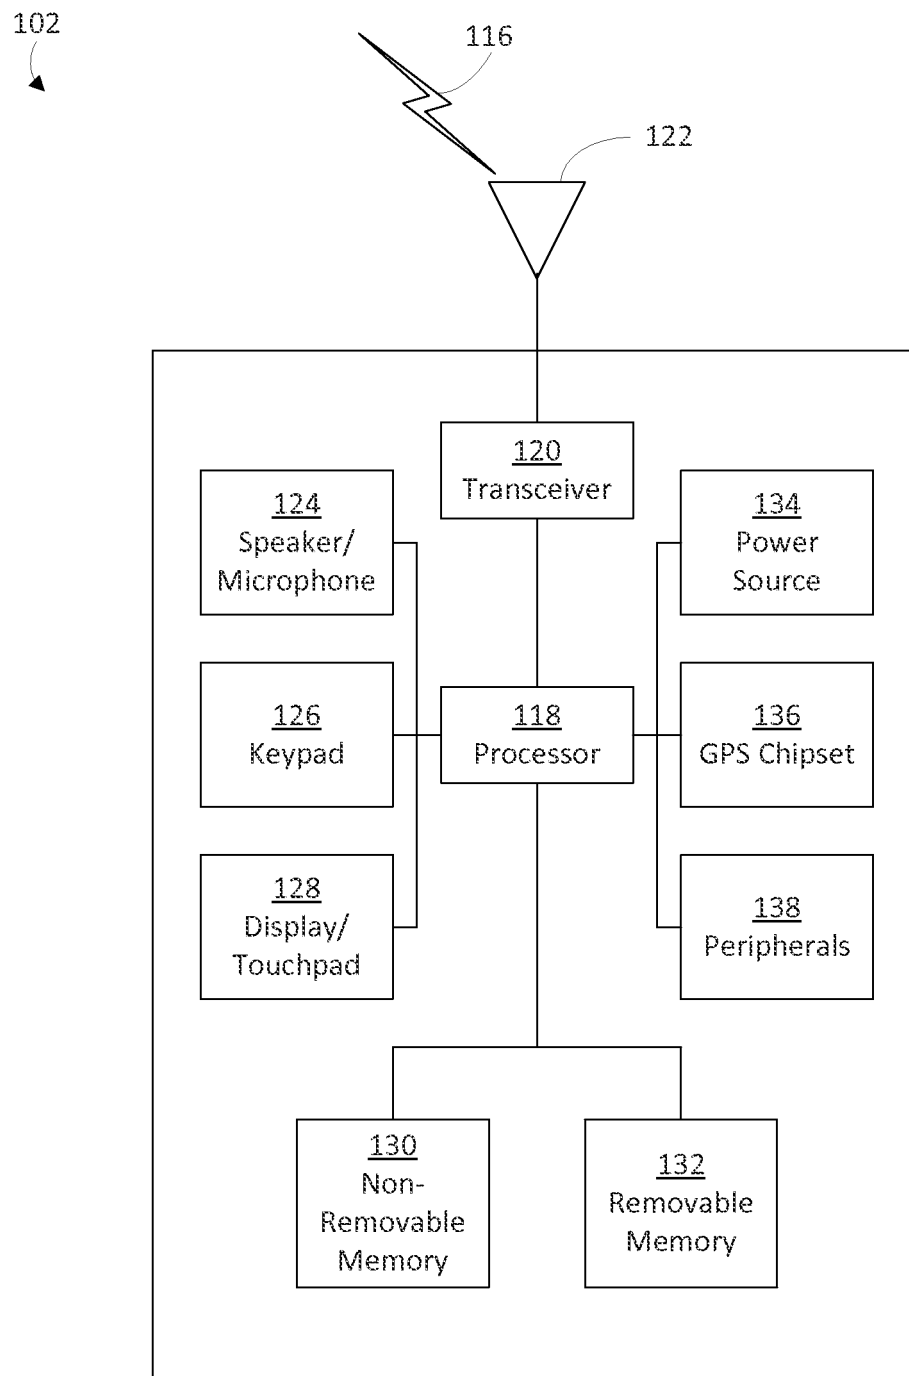 102
116
122
120
Transceiver
124
Speaker/
Microphone
134
Power
Source
126
Keypad
118
Processor
136
GPS Chipset
128
Display/
Touchpad
138
Peripherals
130
Non-
Removable
Memory
132
Removable
Memory